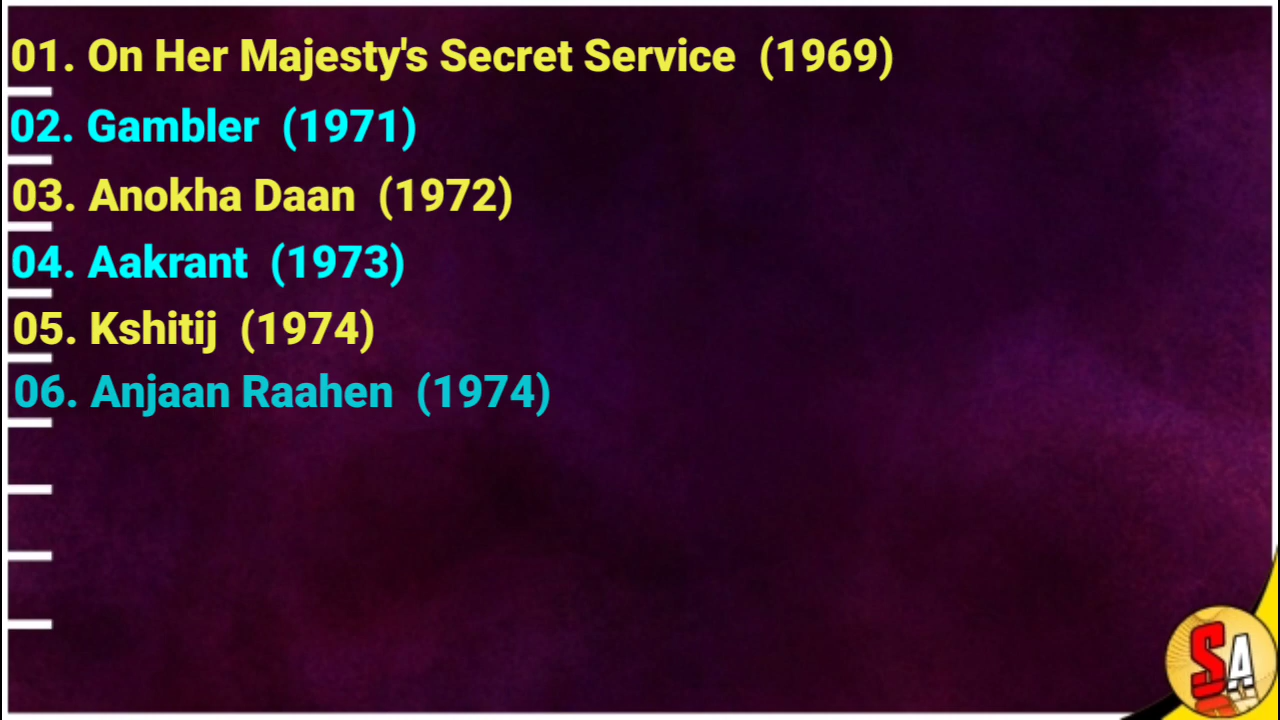 01. On Her Majesty's Secret Service (1969)
02. Gambler (1971)
03. Anokha Daan (1972)
04. Aakrant (1973)
05. Kshitij (1974)
06. Anjaan Raahen (1974)
SA